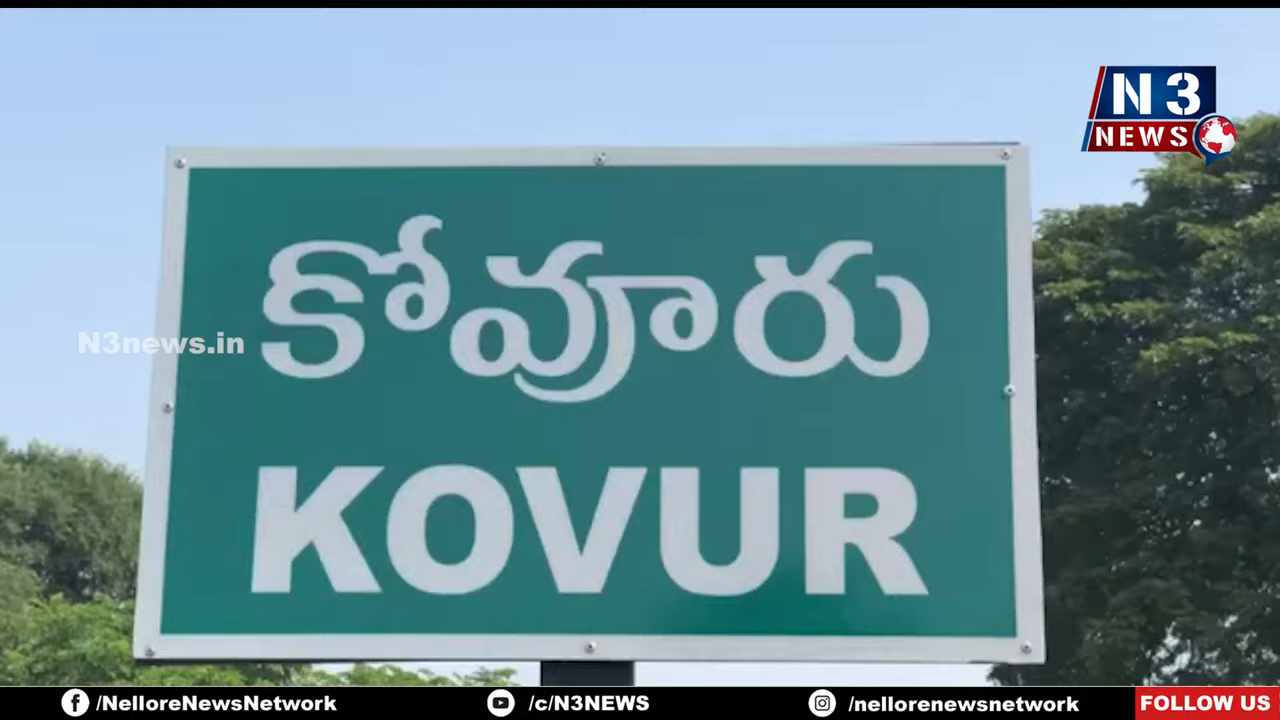 N3
NEWS
కోవూరు
N3news.in
KOVUR
/NelloreNewsNetwork
/c/N3NEWS
/nellorenewsnetwork
FOLLOW US